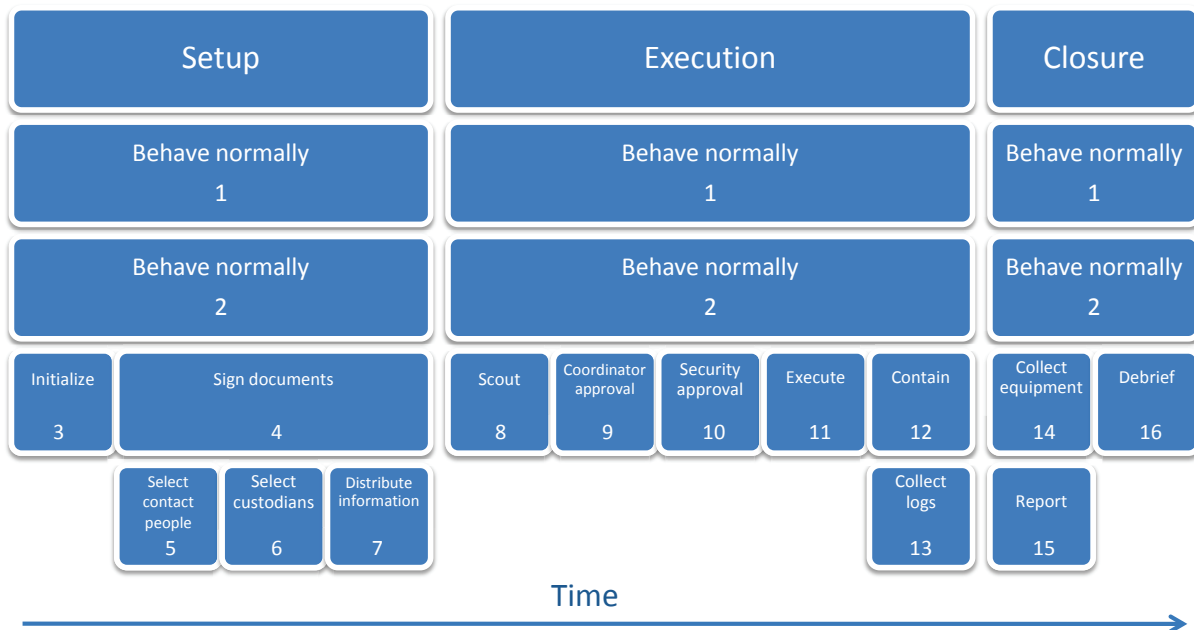 Setup
Execution
Closure
Behave normally
1
Behave normally
1
Behave normally
1
Behave normally
2
Behave normally
2
Behave normally
2
Initialize
3
Sign documents
4
Scout
8
Coordinator
approval
9
Security
approval
10
Execute
11
Contain
12
Collect
equipment
14
Debrief
16
Select
contact
people
5
Select
custodians
6
Distribute
information
7
Collect
logs
13
Report
15
Time